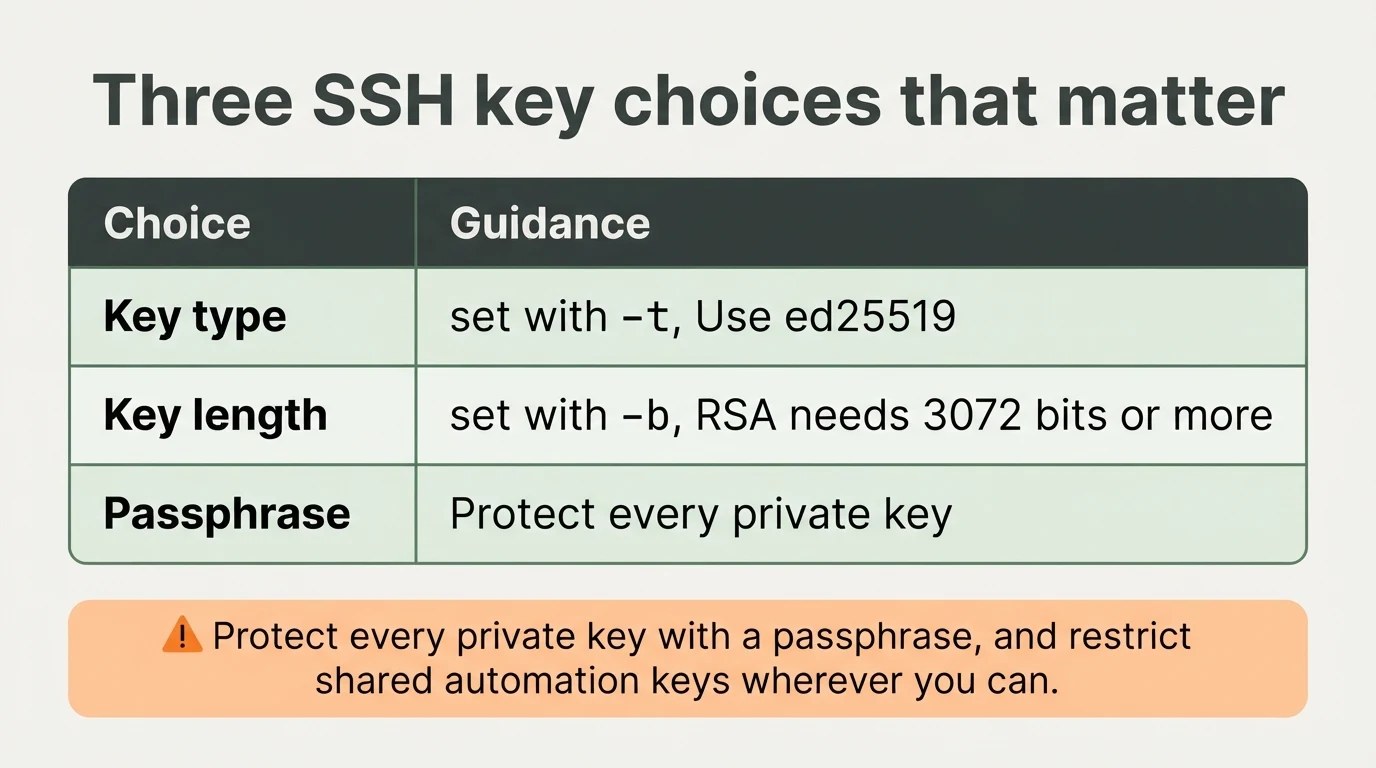 Three SSH key choices that matter
Choice Guidance
Key type set with -t, Use ed25519
Key length set with -b, RSA needs 3072 bits or more
Passphrase Protect every private key
⚠ Protect every private key with a passphrase, and restrict
shared automation keys wherever you can.